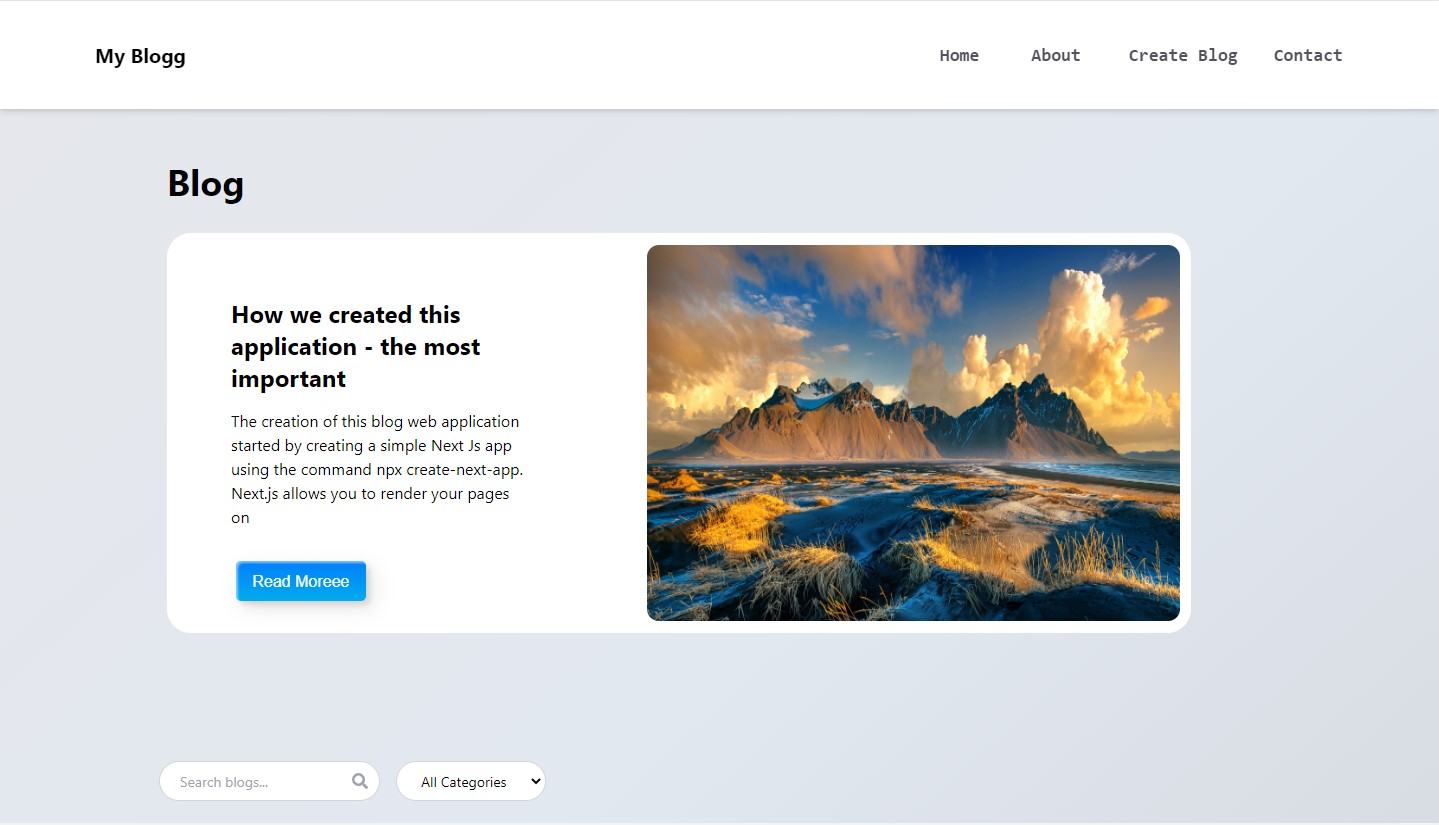 My Blogg
Home About Create Blog Contact
Blog
How we created this
application - the most
important
The creation of this blog web application
started by creating a simple Next Js app
using the command npx create-next-app.
Next.js allows you to render your pages
on
Read Moreee
Search blogs...
All Categories